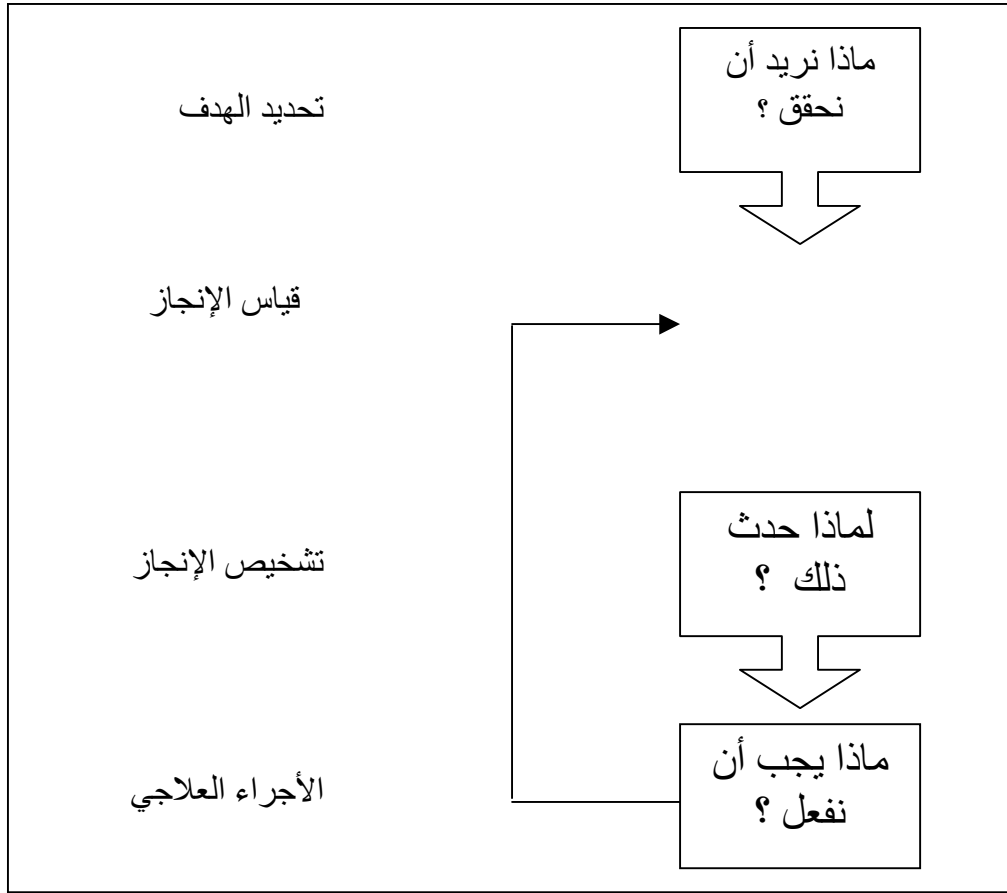 ماذا نريد أن
نحقق ؟
تحديد الهدف
قياس الإنجاز
لماذا حدث
ذلك ؟
تشخيص الإنجاز
ماذا يجب أن
نفعل ؟
الأجراء العلاجي